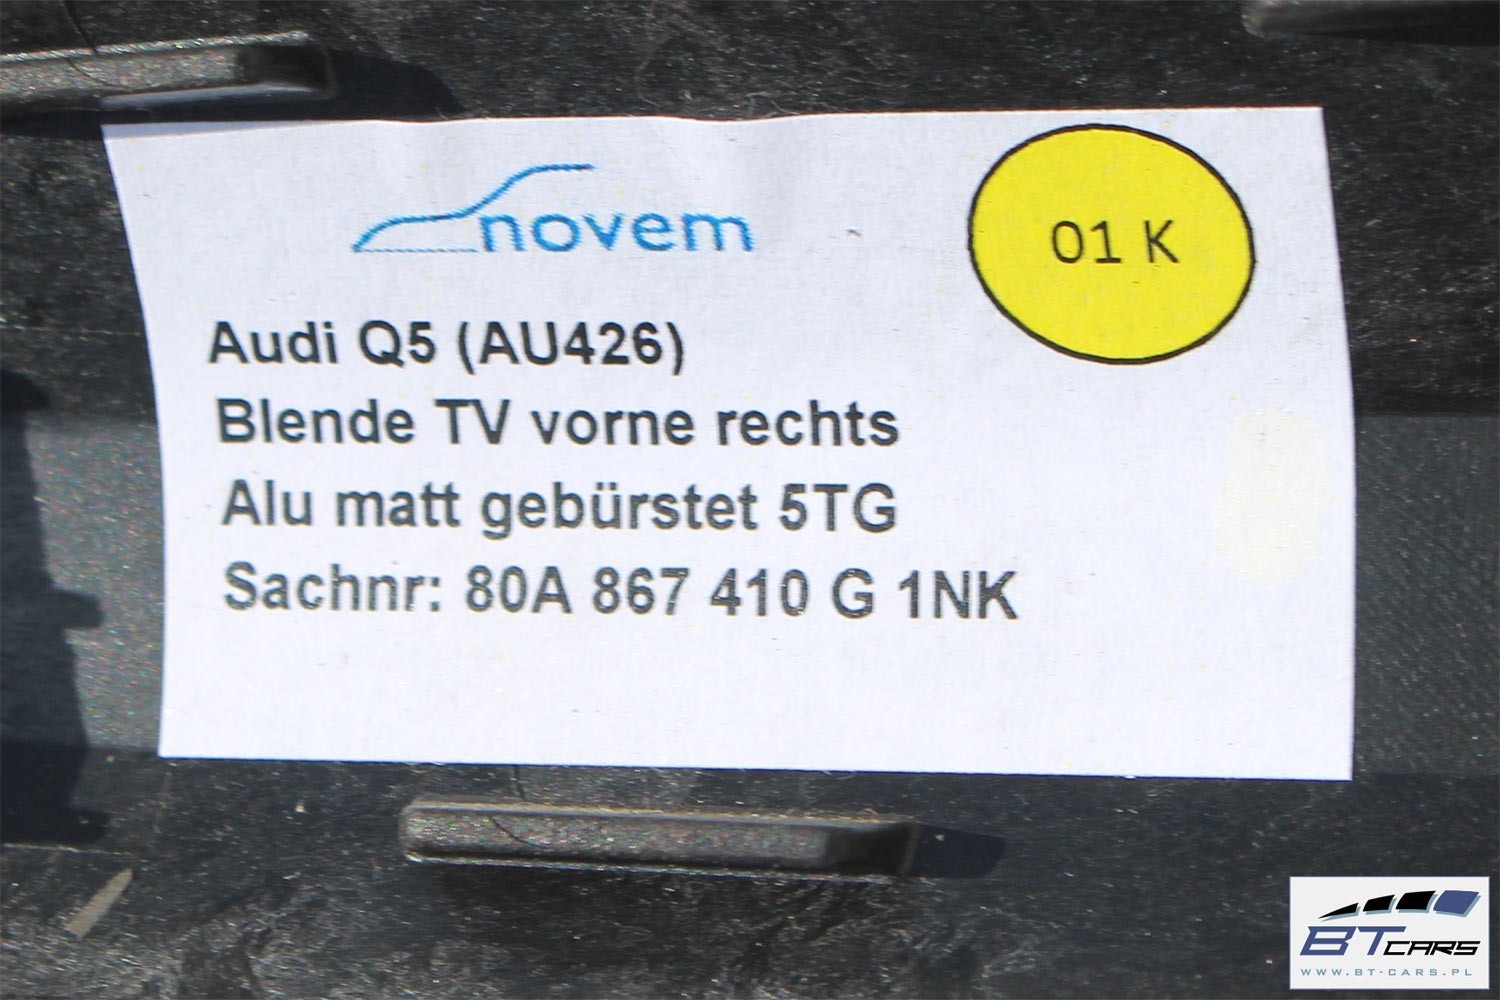 novem
01 K
Audi Q5 (AU426)
Blende TV vorne rechts
Alu matt gebürstet 5TG
Sachnr: 80A 867 410 G 1NK
BT CARS
WWW.BT-CARS.PL